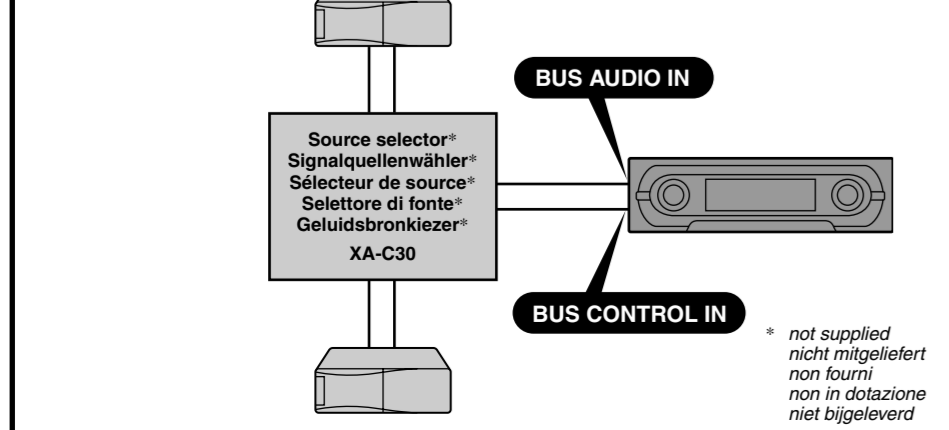 BUS AUDIO IN
Source selector*
Signalquellenwähler*
Sélecteur de source*
Selettore di fonte*
Geluidsbronkiezer*
XA-C30
BUS CONTROL IN
* not supplied
nicht mitgeliefert
non fourni
non in dotazione
niet bijgeleverd